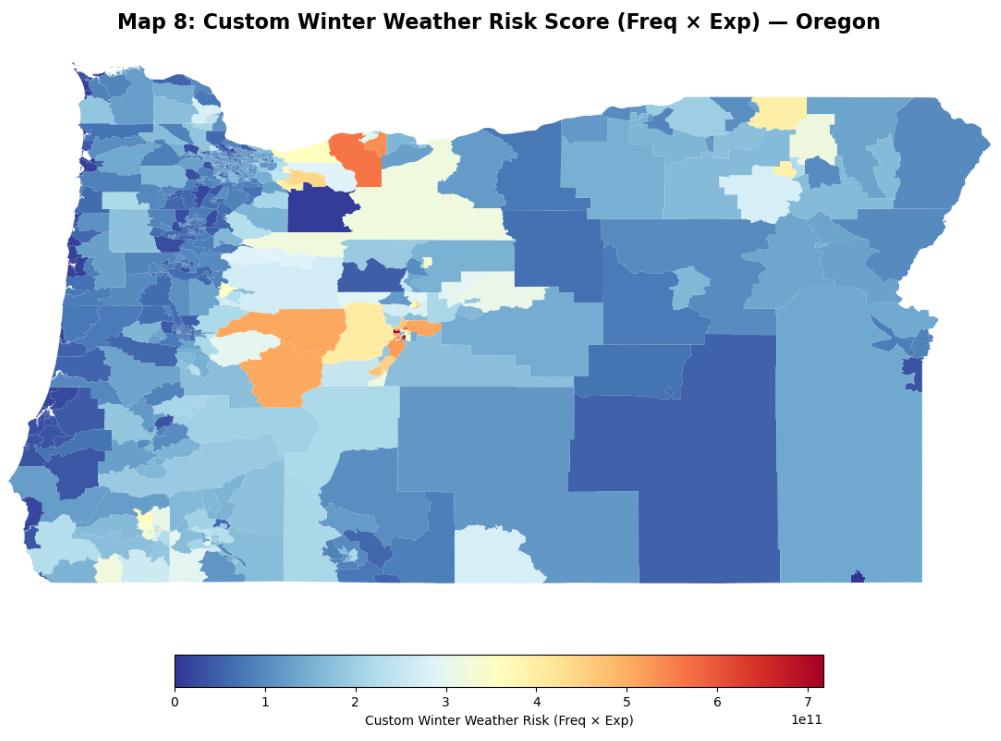 Map 8: Custom Winter Weather Risk Score (Freq × Exp) — Oregon
0 1 2 3 4 5 6 7
Custom Winter Weather Risk (Freq × Exp)
1e11